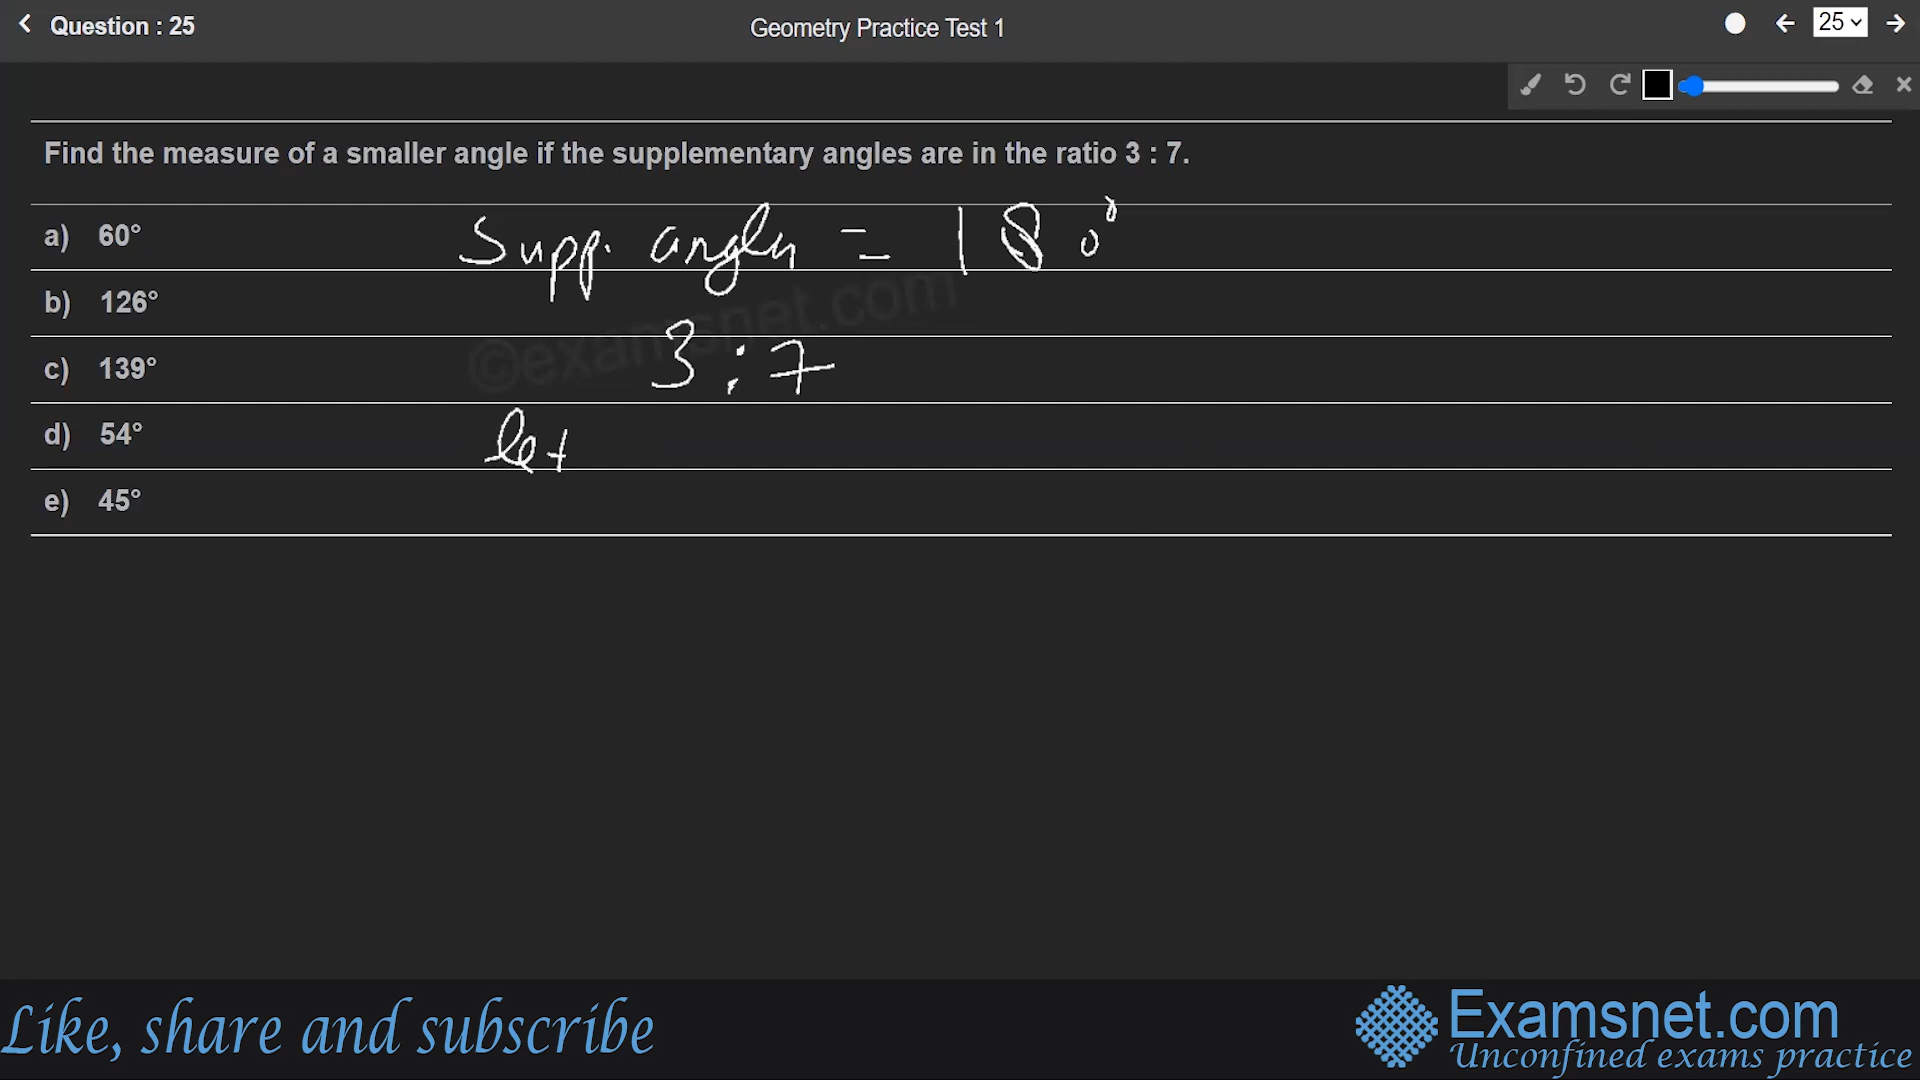 Question : 25
Geometry Practice Test 1
25
Find the measure of a smaller angle if the supplementary angles are in the ratio 3 : 7.
a) 60°
Supp. angles = 180°
b) 126°
©examsnet.com
c) 139°
3 : 7
d) 54°
let
e) 45°
Like, share and subscribe
Examsnet.com
Unconfined exams practice